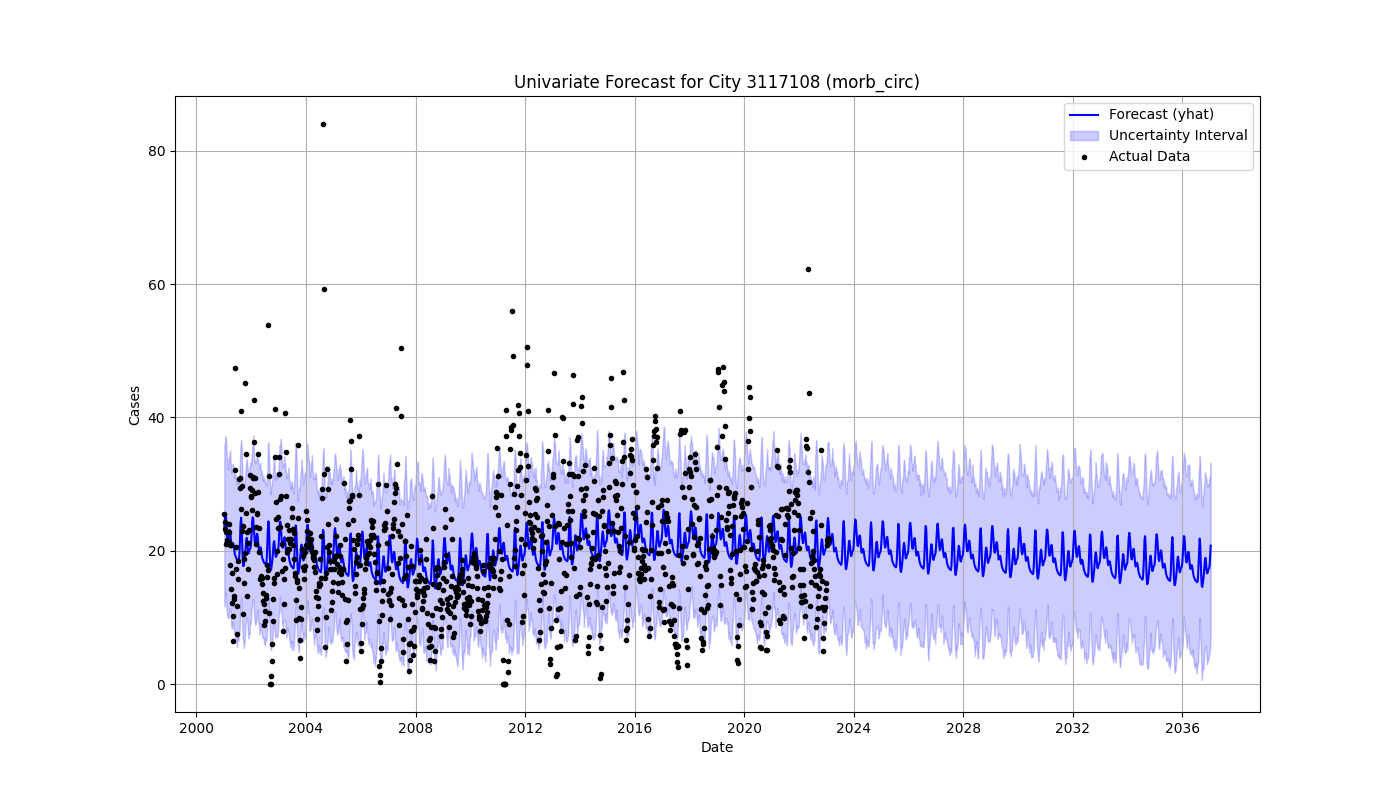 Univariate Forecast for City 3117108 (morb_circ)
Forecast (yhat)
Uncertainty Interval
Actual Data
Cases
80
60
40
20
0
2000 2004 2008 2012 2016 2020 2024 2028 2032 2036
Date